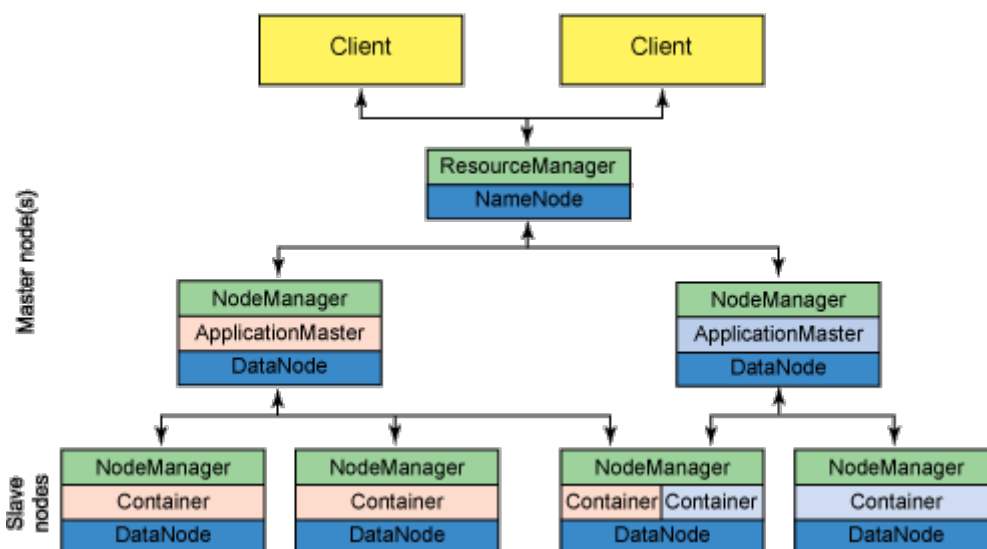 Client
Client
ResourceManager
NameNode
Master node(s)
NodeManager
ApplicationMaster
DataNode
NodeManager
ApplicationMaster
DataNode
Slave
nodes
NodeManager
Container
DataNode
NodeManager
Container
DataNode
NodeManager
Container Container
DataNode
NodeManager
Container
DataNode